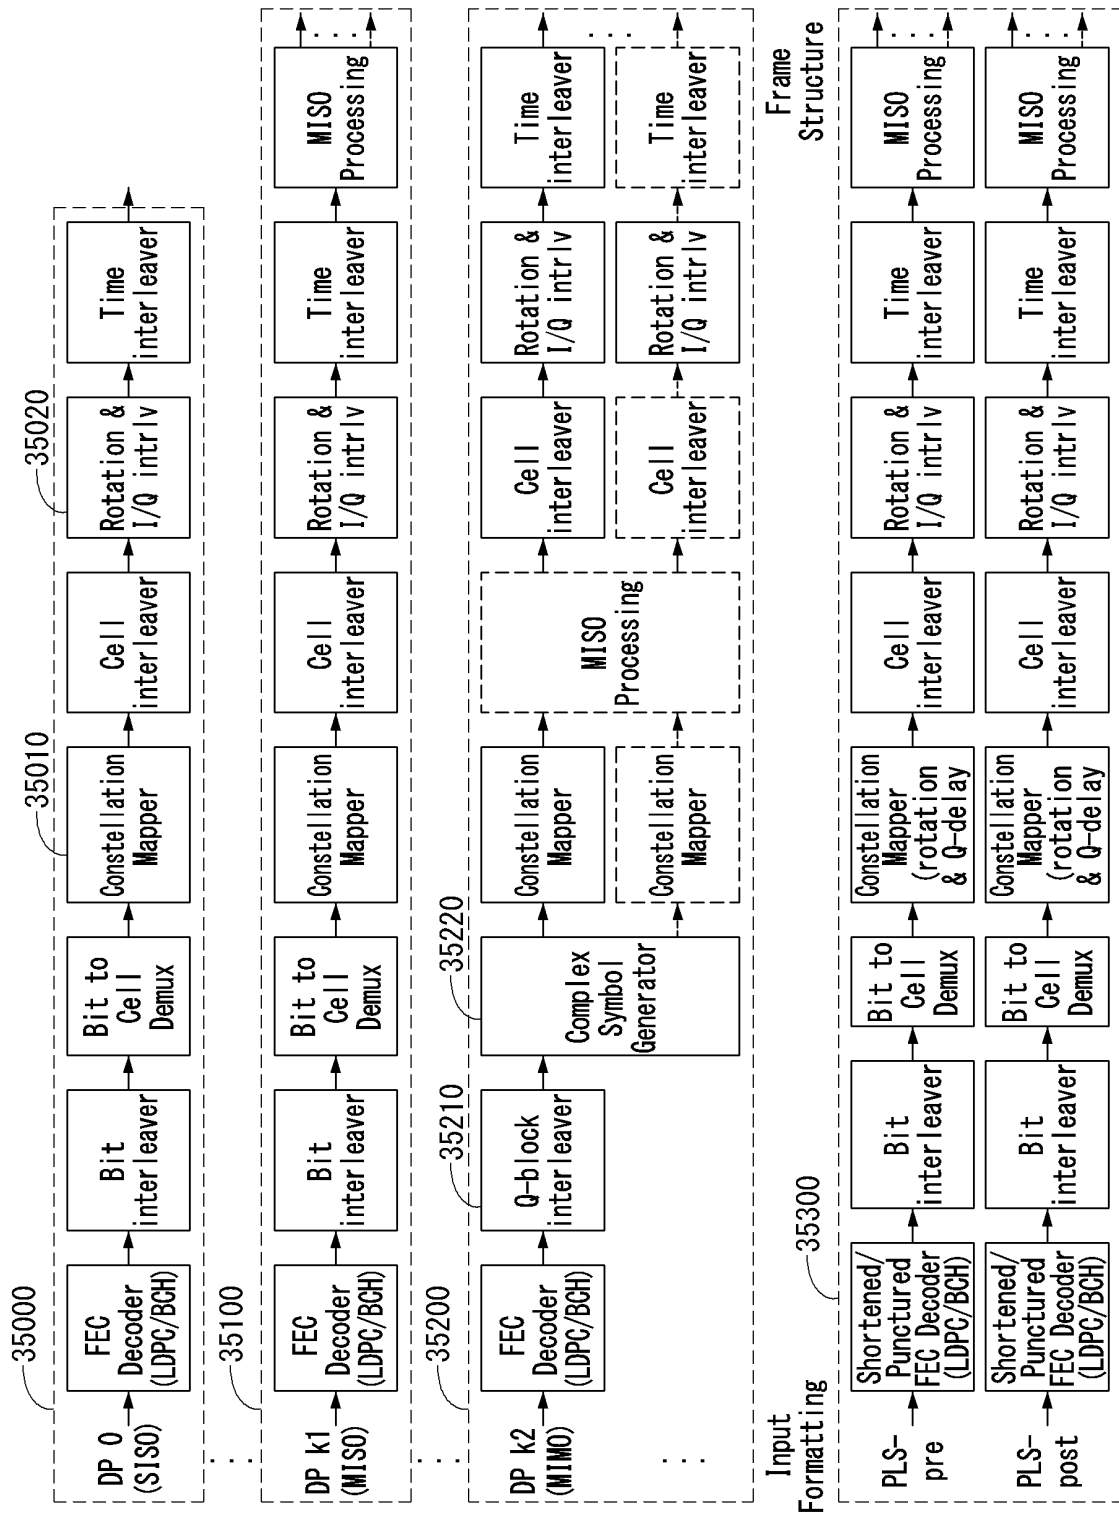 35000
DP 0
(SISO)
FEC
Decoder
(LDPC/BCH)
Bit
interleaver
Bit to
Cell
Demux
35010
Constellation
Mapper
Cell
interleaver
35020
Rotation &
I/Q intrlv
Time
interleaver
. . . .
35100
DP k1
(MISO)
FEC
Decoder
(LDPC/BCH)
Bit
interleaver
Bit to
Cell
Demux
Constellation
Mapper
Cell
interleaver
Rotation &
I/Q intrlv
Time
interleaver
MISO
Processing
. . . .
. . . .
35200
DP k2
(MIMO)
FEC
Decoder
(LDPC/BCH)
35210
Q-block
interleaver
35220
Complex
Symbol
Generator
Constellation
Mapper
Constellation
Mapper
MISO
Processing
Cell
interleaver
Cell
interleaver
Rotation &
I/Q intrlv
Rotation &
I/Q intrlv
Time
interleaver
Time
interleaver
. . .
. . .
Input
Formatting
Frame
Structure
35300
PLS-
pre
Shortened/
Punctured
FEC Decoder
(LDPC/BCH)
Bit
interleaver
Bit to
Cell
Demux
Constellation
Mapper
(rotation
& Q-delay
Cell
interleaver
Rotation &
I/Q intrlv
Time
interleaver
MISO
Processing
. . . .
PLS-
post
Shortened/
Punctured
FEC Decoder
(LDPC/BCH)
Bit
interleaver
Bit to
Cell
Demux
Constellation
Mapper
(rotation
& Q-delay
Cell
interleaver
Rotation &
I/Q intrlv
Time
interleaver
MISO
Processing
. . . .